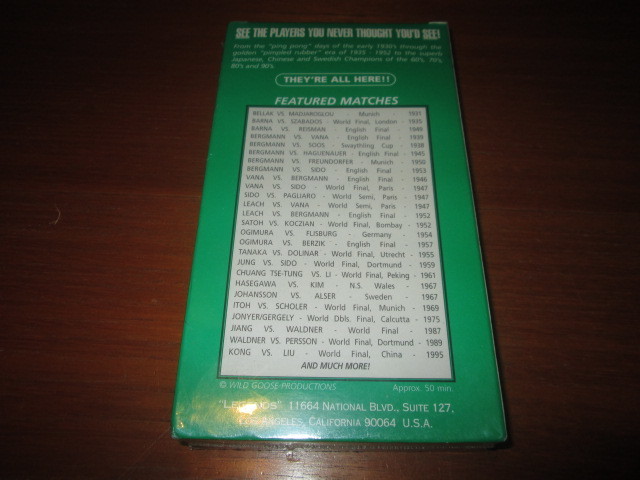 SEE THE PLAYERS YOU NEVER THOUGHT YOU'D SEE!
From the "ping pong" days of the early 1930's through the
golden "pimpled rubber" era of 1935 - 1952 to the superb
Japanese, Chinese and Swedish Champions of the 60's, 70's
80's and 90's.
THEY'RE ALL HERE!!
FEATURED MATCHES
BELLAK VS. MADJAROGLOU - Munich - 1931
BARNA VS. SZABADOS - World Final, London - 1935
BARNA VS. REISMAN - English Final - 1949
BERGMANN VS. VANA - English Final - 1939
BERGMANN VS. SOOS - Swaythling Cup - 1938
BERGMANN VS. HAGUENAUER - English Final - 1945
BERGMANN VS. FREUNDORFER - Munich - 1950
BERGMANN VS. SIDO - English Final - 1953
VANA VS. BERGMANN - English Final - 1946
VANA VS. SIDO - World Final, Paris - 1947
SIDO VS. PAGLIARO - World Semi, Paris - 1947
LEACH VS. VANA - World Semi, Paris - 1947
LEACH VS. BERGMANN - English Final - 1952
SATOH VS. KOCZIAN - World Final, Bombay - 1952
OGIMURA VS. FLISBURG - Germany - 1954
OGIMURA VS. BERZIK - English Final - 1957
TANAKA VS. DOLINAR - World Final, Utrecht - 1955
JUNG VS. SIDO - World Final, Dortmund - 1959
CHUANG TSE-TUNG VS. LI - World Final, Peking - 1961
HASEGAWA VS. KIM - N.S. Wales - 1967
JOHANSSON VS. ALSER - Sweden - 1967
ITOH VS. SCHOLER - World Final, Munich - 1969
JONYER/GERGELY - World Dbls. Final, Calcutta - 1975
JIANG VS. WALDNER - World Final - 1987
WALDNER VS. PERSSON - World Final, Dortmund - 1989
KONG VS. LIU - World Final, China - 1995
AND MUCH MORE!
© WILD GOOSE-PRODUCTIONS Approx. 50 min.
"LEGENDS" 11664 NATIONAL BLVD., SUITE 127,
LOS ANGELES, CALIFORNIA 90064 U.S.A.